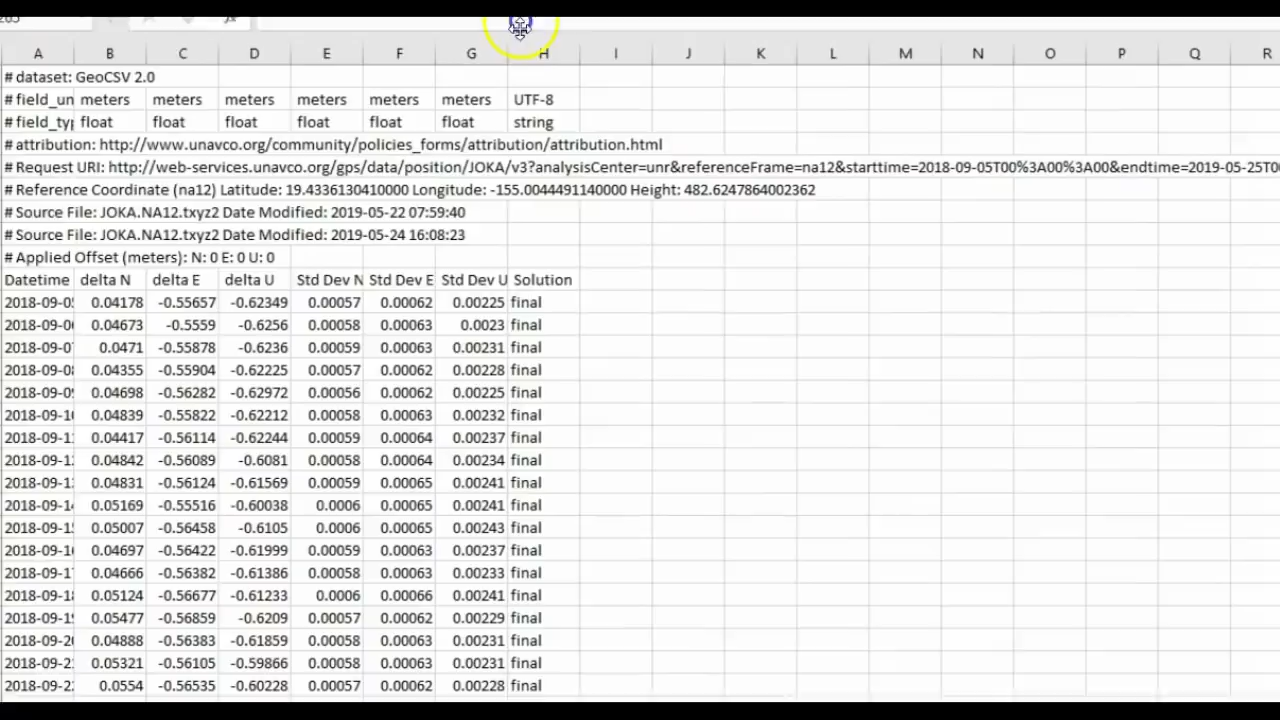 A B C D E F G H I J K L M N O P Q R
# dataset: GeoCSV 2.0
# field_un meters meters meters meters meters meters UTF-8
# field_typ float float float float float float string
# attribution: http://www.unavco.org/community/policies_forms/attribution/attribution.html
# Request URI: http://web-services.unavco.org/gps/data/position/JOKA/v3?analysisCenter=unr&referenceFrame=na12&starttime=2018-09-05T00%3A00%3A00&endtime=2019-05-25T0
# Reference Coordinate (na12) Latitude: 19.4336130410000 Longitude: -155.0044491140000 Height: 482.6247864002362
# Source File: JOKA.NA12.txyz2 Date Modified: 2019-05-22 07:59:40
# Source File: JOKA.NA12.txyz2 Date Modified: 2019-05-24 16:08:23
# Applied Offset (meters): N: 0 E: 0 U: 0
Datetime delta N delta E delta U Std Dev N Std Dev E Std Dev U Solution
2018-09-05 0.04178 -0.55657 -0.62349 0.00057 0.00062 0.00225 final
2018-09-06 0.04673 -0.5559 -0.6256 0.00058 0.00063 0.0023 final
2018-09-07 0.0471 -0.55878 -0.6236 0.00059 0.00063 0.00231 final
2018-09-08 0.04355 -0.55904 -0.62225 0.00057 0.00062 0.00228 final
2018-09-09 0.04698 -0.56282 -0.62972 0.00056 0.00062 0.00225 final
2018-09-10 0.04839 -0.55822 -0.62212 0.00058 0.00063 0.00232 final
2018-09-11 0.04417 -0.56114 -0.62244 0.00059 0.00064 0.00237 final
2018-09-12 0.04842 -0.56089 -0.6081 0.00058 0.00064 0.00234 final
2018-09-13 0.04831 -0.56124 -0.61569 0.00059 0.00065 0.00241 final
2018-09-14 0.05169 -0.55516 -0.60038 0.0006 0.00065 0.00241 final
2018-09-15 0.05007 -0.56458 -0.6105 0.0006 0.00065 0.00243 final
2018-09-16 0.04697 -0.56422 -0.61999 0.00059 0.00063 0.00237 final
2018-09-17 0.04666 -0.56382 -0.61386 0.00058 0.00063 0.00233 final
2018-09-18 0.05124 -0.56677 -0.61233 0.0006 0.00066 0.00241 final
2018-09-19 0.05477 -0.56859 -0.6209 0.00057 0.00062 0.00229 final
2018-09-20 0.04888 -0.56383 -0.61859 0.00058 0.00063 0.00231 final
2018-09-21 0.05321 -0.56105 -0.59866 0.00058 0.00063 0.00231 final
2018-09-22 0.0554 -0.56535 -0.60228 0.00057 0.00062 0.00228 final